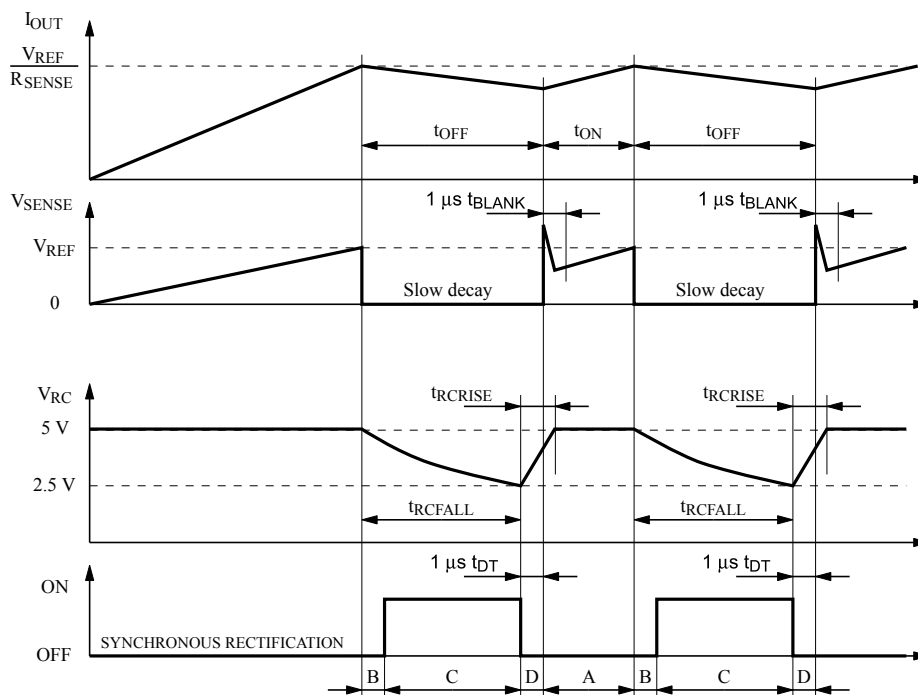 IOUT
VREF
RSENSE
tOFF tON tOFF
VSENSE
1 μs tBLANK 1 μs tBLANK
VREF
Slow decay Slow decay
0
VRC
tRCRISE tRCRISE
5 V
2.5 V
tRCFALL tRCFALL
1 μs tDT 1 μs tDT
ON
SYNCHRONOUS RECTIFICATION
OFF
B C D A B C D